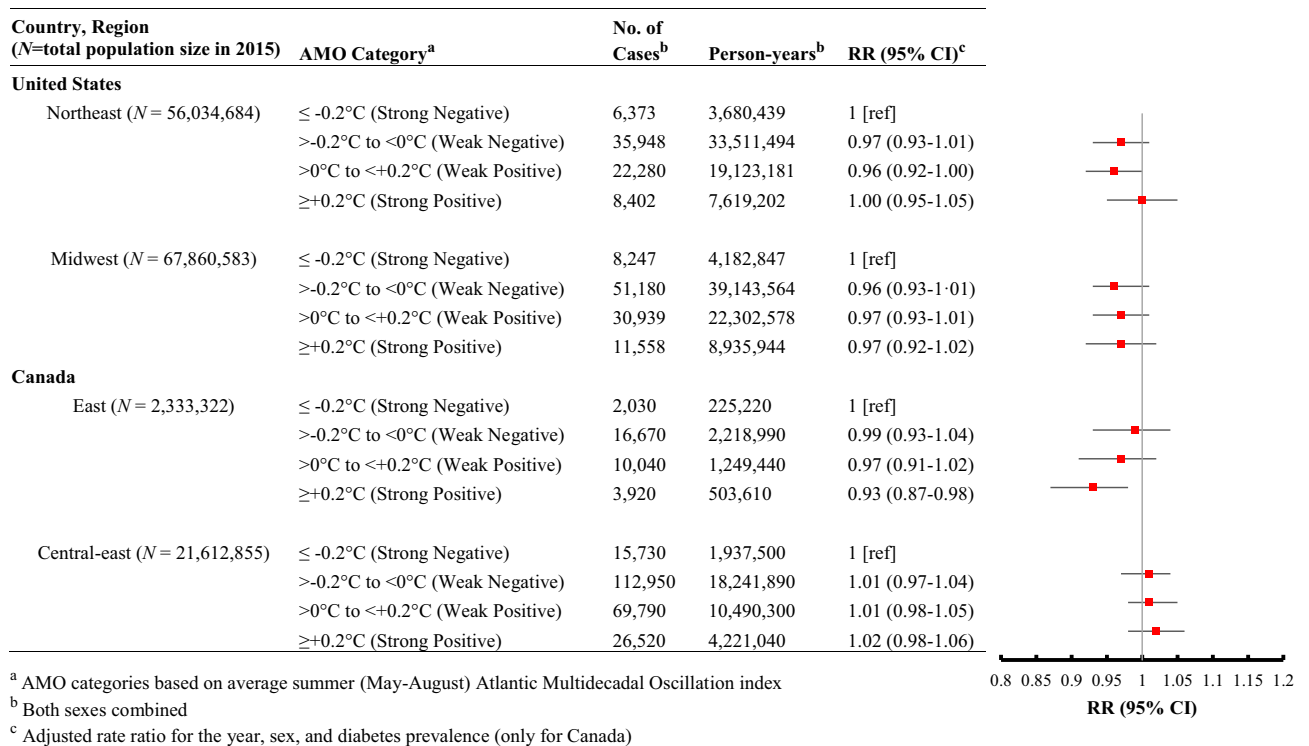 Country, Region
(N=total population size in 2015) AMO Category^a No. of Cases^b Person-years^b RR (95% CI)^c
United States
Northeast (N = 56,034,684) ≤ -0.2°C (Strong Negative) 6,373 3,680,439 1 [ref]
>-0.2°C to <0°C (Weak Negative) 35,948 33,511,494 0.97 (0.93-1.01)
>0°C to <+0.2°C (Weak Positive) 22,280 19,123,181 0.96 (0.92-1.00)
≥+0.2°C (Strong Positive) 8,402 7,619,202 1.00 (0.95-1.05)
Midwest (N = 67,860,583) ≤ -0.2°C (Strong Negative) 8,247 4,182,847 1 [ref]
>-0.2°C to <0°C (Weak Negative) 51,180 39,143,564 0.96 (0.93-1·01)
>0°C to <+0.2°C (Weak Positive) 30,939 22,302,578 0.97 (0.93-1.01)
≥+0.2°C (Strong Positive) 11,558 8,935,944 0.97 (0.92-1.02)
Canada
East (N = 2,333,322) ≤ -0.2°C (Strong Negative) 2,030 225,220 1 [ref]
>-0.2°C to <0°C (Weak Negative) 16,670 2,218,990 0.99 (0.93-1.04)
>0°C to <+0.2°C (Weak Positive) 10,040 1,249,440 0.97 (0.91-1.02)
≥+0.2°C (Strong Positive) 3,920 503,610 0.93 (0.87-0.98)
Central-east (N = 21,612,855) ≤ -0.2°C (Strong Negative) 15,730 1,937,500 1 [ref]
>-0.2°C to <0°C (Weak Negative) 112,950 18,241,890 1.01 (0.97-1.04)
>0°C to <+0.2°C (Weak Positive) 69,790 10,490,300 1.01 (0.98-1.05)
≥+0.2°C (Strong Positive) 26,520 4,221,040 1.02 (0.98-1.06)
0.8 0.85 0.9 0.95 1 1.05 1.1 1.15 1.2
RR (95% CI)
a AMO categories based on average summer (May-August) Atlantic Multidecadal Oscillation index
b Both sexes combined
c Adjusted rate ratio for the year, sex, and diabetes prevalence (only for Canada)